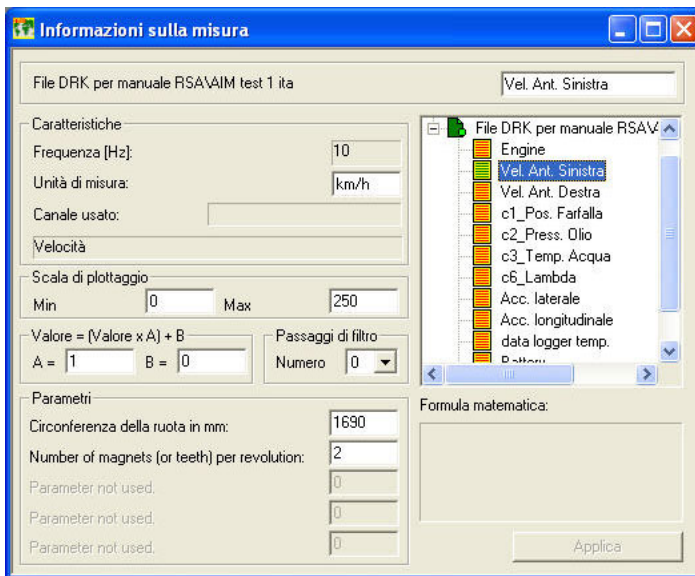 Informazioni sulla misura
File DRK per manuale RSA\AIM test 1 ita
Vel. Ant. Sinistra
Caratteristiche
Frequenza [Hz]: 10
Unità di misura: km/h
Canale usato:
Velocità
Scala di plottaggio
Min 0 Max 250
Valore = (Valore x A) + B
A = 1 B = 0
Passaggi di filtro
Numero 0
Parametri
Circonferenza della ruota in mm: 1690
Number of magnets (or teeth) per revolution: 2
Parameter not used. 0
Parameter not used. 0
Parameter not used. 0
File DRK per manuale RSA\
Engine
Vel. Ant. Sinistra
Vel. Ant. Destra
c1_Pos. Farfalla
c2_Press. Olio
c3_Temp. Acqua
c6_Lambda
Acc. laterale
Acc. longitudinale
data logger temp.
Battery
Formula matematica:
Applica